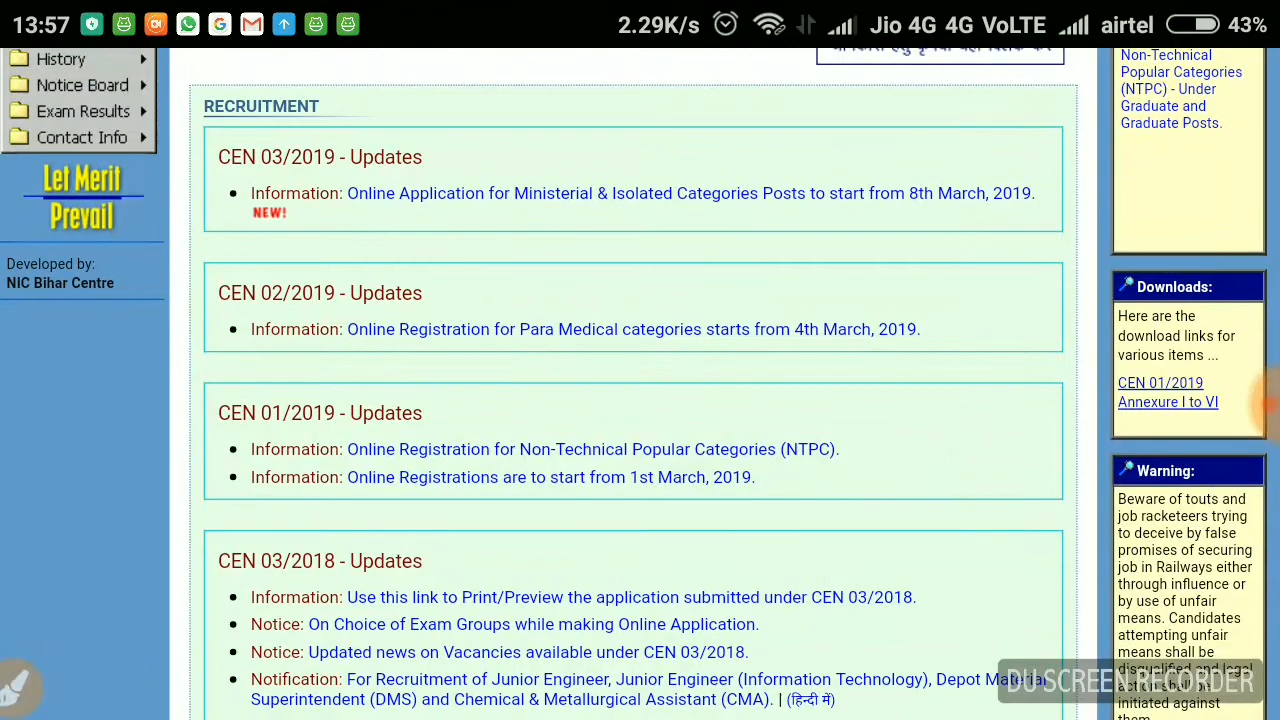 13:57 2.29K/s Jio 4G 4G VoLTE airtel 43%
History
Notice Board
Exam Results
Contact Info
Let Merit
Prevail
Developed by:
NIC Bihar Centre
RECRUITMENT
CEN 03/2019 - Updates
Information: Online Application for Ministerial & Isolated Categories Posts to start from 8th March, 2019.
NEW!
CEN 02/2019 - Updates
Information: Online Registration for Para Medical categories starts from 4th March, 2019.
CEN 01/2019 - Updates
Information: Online Registration for Non-Technical Popular Categories (NTPC).
Information: Online Registrations are to start from 1st March, 2019.
CEN 03/2018 - Updates
Information: Use this link to Print/Preview the application submitted under CEN 03/2018.
Notice: On Choice of Exam Groups while making Online Application.
Notice: Updated news on Vacancies available under CEN 03/2018.
Notification: For Recruitment of Junior Engineer, Junior Engineer (Information Technology), Depot Material
Superintendent (DMS) and Chemical & Metallurgical Assistant (CMA). | (हिन्दी में)
Non-Technical
Popular Categories
(NTPC) - Under
Graduate and
Graduate Posts.
Downloads:
Here are the
download links for
various items ...
CEN 01/2019
Annexure I to VI
Warning:
Beware of touts and
job racketeers trying
to deceive by false
promises of securing
job in Railways either
through influence or
by use of unfair
means. Candidates
attempting unfair
means shall be
disqualified and legal
action shall be
initiated against
them
DU SCREEN RECORDER